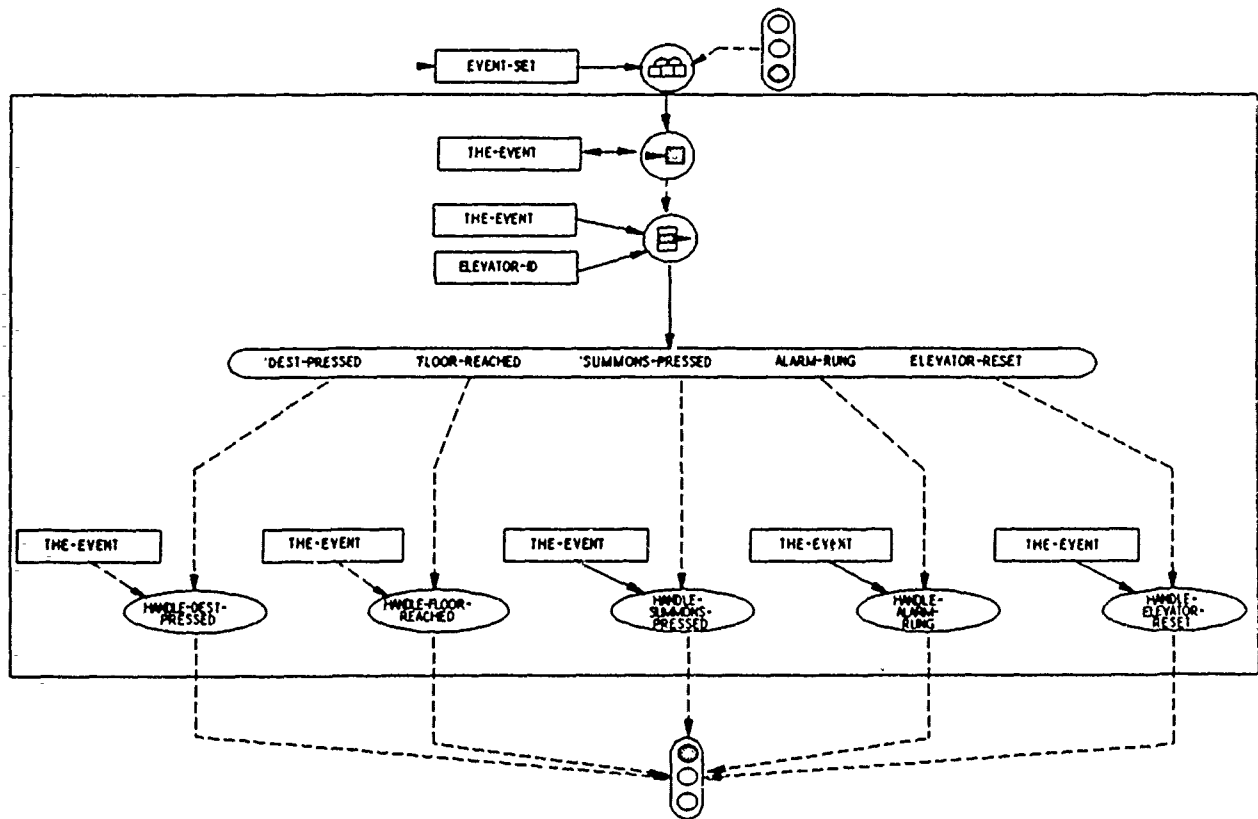 EVENT-SET
THE-EVENT
THE-EVENT
ELEVATOR-ID
'DEST-PRESSED 'FLOOR-REACHED 'SUMMONS-PRESSED ALARM-RUNG ELEVATOR-RESET
THE-EVENT THE-EVENT THE-EVENT THE-EVENT THE-EVENT
HANDLE-DEST-
PRESSED
HANDLE-FLOOR-
REACHED
HANDLE-
SUMMONS-
PRESSED
HANDLE-
ALARM-
RUNG
HANDLE-
ELEVATOR-
RESET